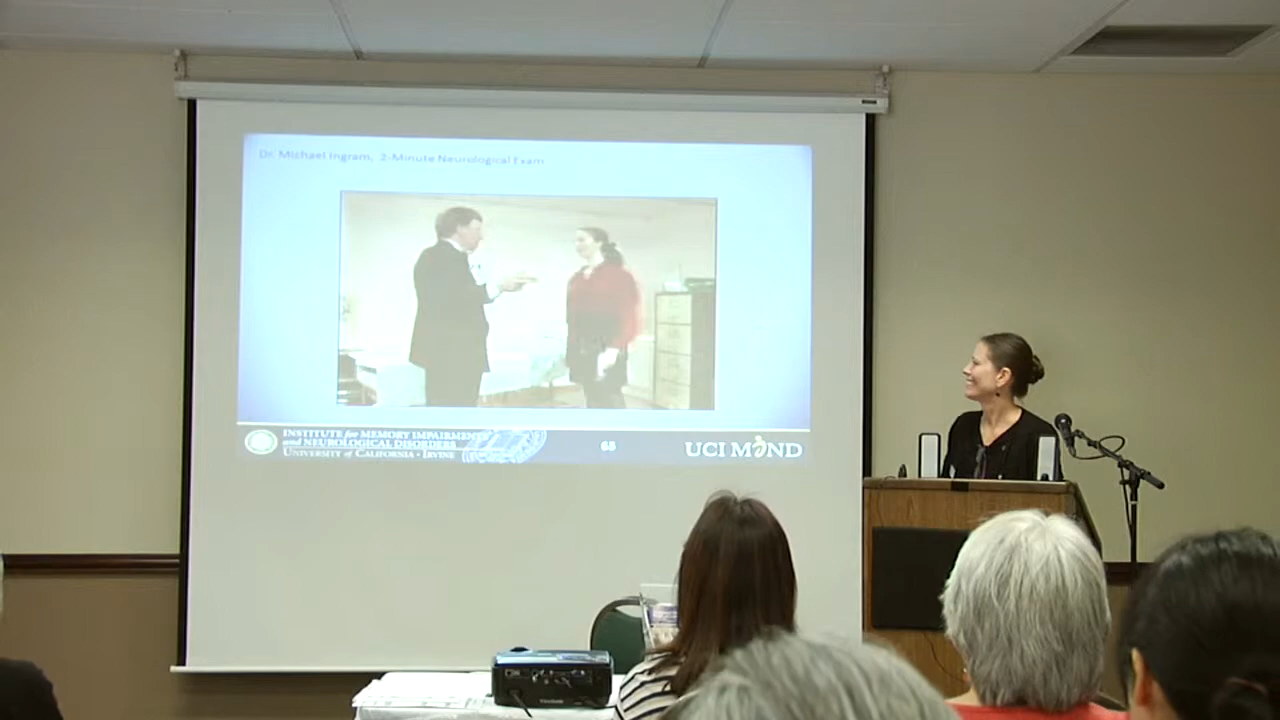 Dr. Michael Ingram, 2-Minute Neurological Exam
INSTITUTE for MEMORY IMPAIRMENTS
and NEUROLOGICAL DISORDERS
UNIVERSITY of CALIFORNIA • IRVINE
65
UCI MIND